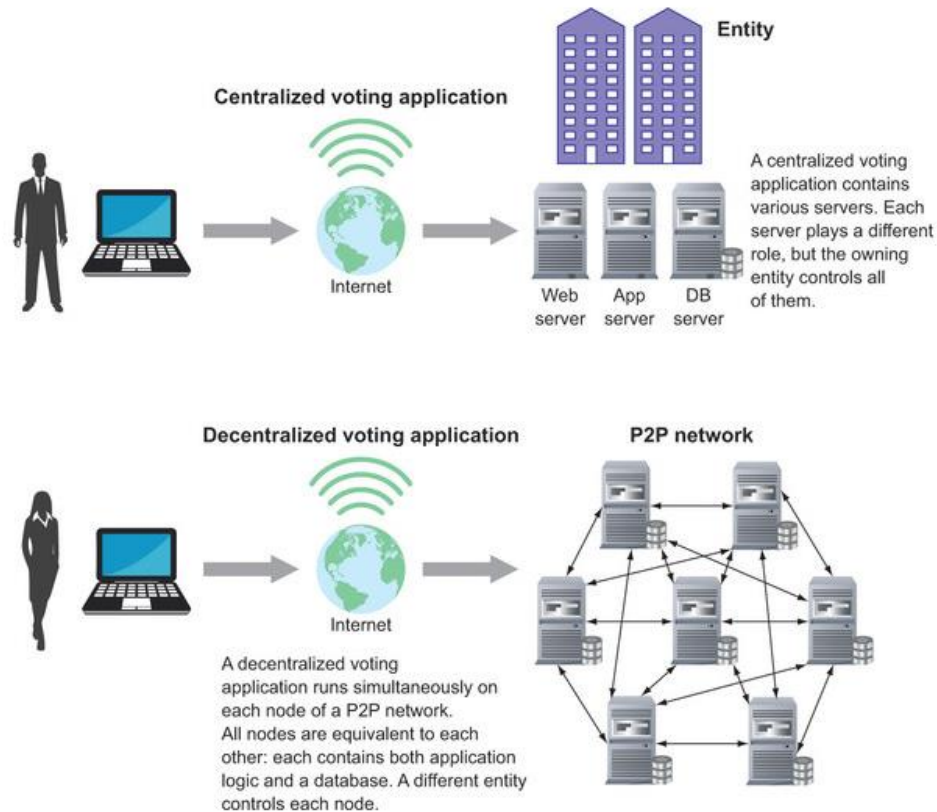 Entity
Centralized voting application
A centralized voting
application contains
various servers. Each
server plays a different
role, but the owning
entity controls all
of them.
Internet
Web
server
App
server
DB
server
Decentralized voting application
P2P network
Internet
A decentralized voting
application runs simultaneously on
each node of a P2P network.
All nodes are equivalent to each
other: each contains both application
logic and a database. A different entity
controls each node.